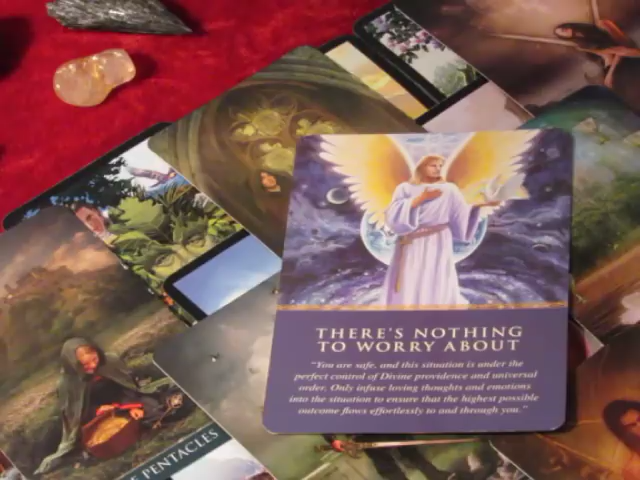 THERE'S NOTHING
TO WORRY ABOUT
"You are safe, and this situation is under the
perfect control of Divine providence and universal
order. Only infuse loving thoughts and emotions
into the situation to ensure that the highest possible
outcome flows effortlessly to and through you."
PENTACLES